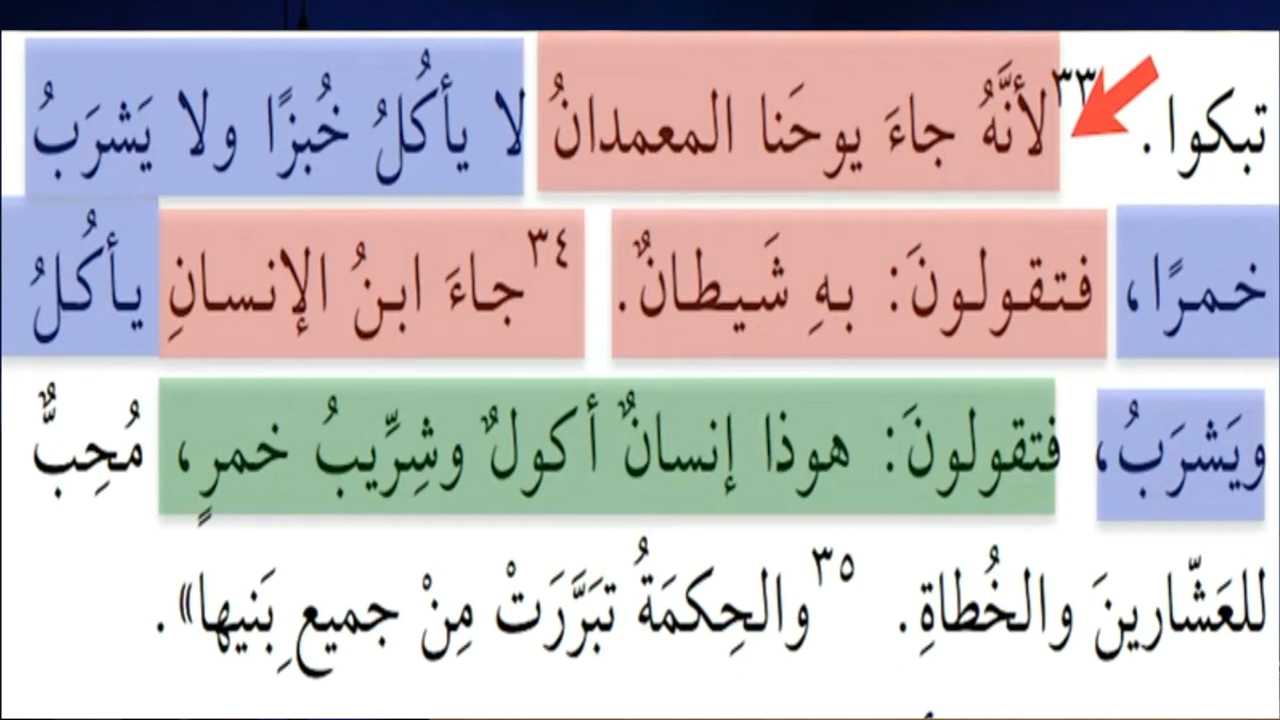 تبكوا. ٣٣لأنَّهُ جاءَ يوحَنا المعمدانُ لا يأكُلُ خُبزًا ولا يَشرَبُ
خمرًا، فتقولونَ: بهِ شَيطانٌ. ٣٤جاءَ ابنُ الإنسانِ يأكُلُ
ويَشرَبُ، فتقولونَ: هوذا إنسانٌ أكولٌ وشِرِّيبُ خمرٍ، مُحِبٌّ
للعَشّارينَ والخُطاةِ. ٣٥والحِكمَةُ تبَرَّرَتْ مِنْ جميعِ بَنيها».